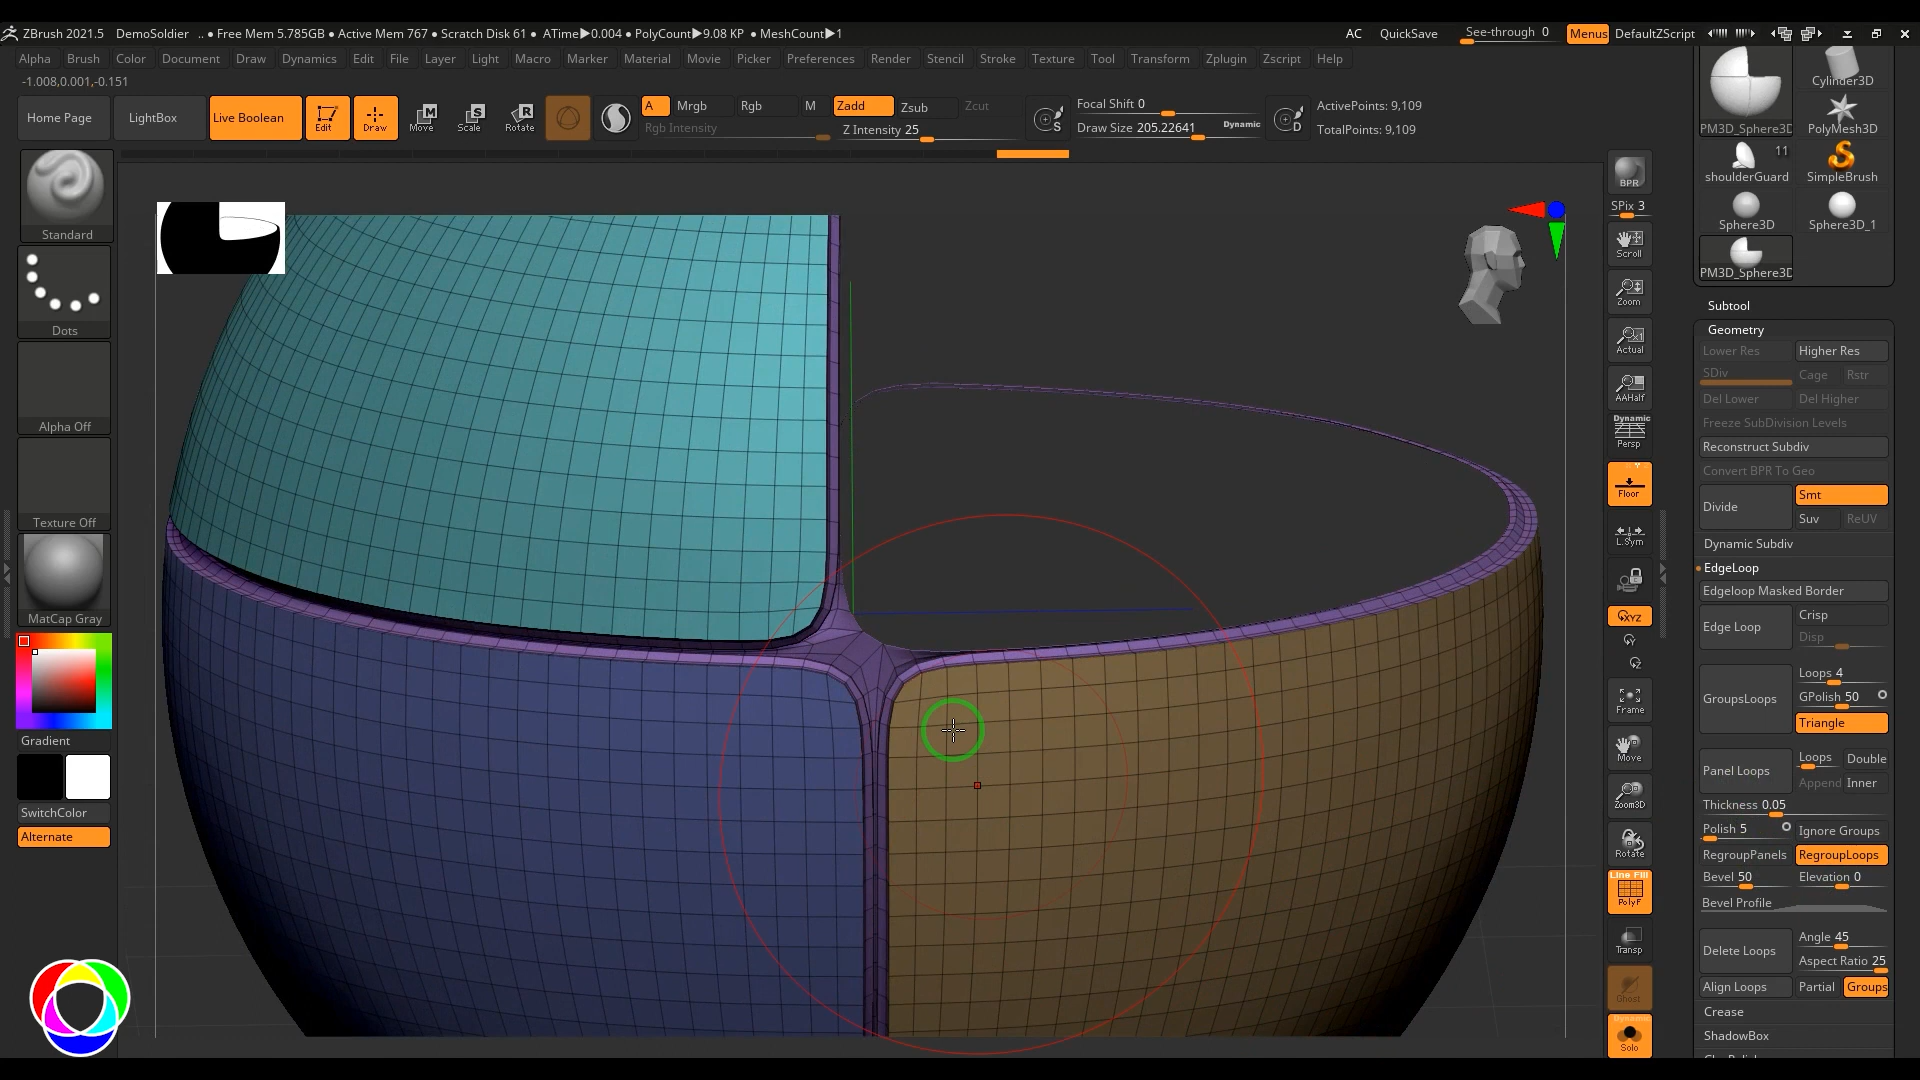 ZBrush 2021.5 DemoSoldier .. ● Free Mem 5.785GB ● Active Mem 767 ● Scratch Disk 61 ● ATime▶0.004 ● PolyCount▶9.08 KP ● MeshCount▶1 AC QuickSave See-through 0 Menus DefaultZScript
Alpha Brush Color Document Draw Dynamics Edit File Layer Light Macro Marker Material Movie Picker Preferences Render Stencil Stroke Texture Tool Transform Zplugin Zscript Help
-1.008,0.001,-0.151
Home Page LightBox Live Boolean Edit Draw Move Scale Rotate
A Mrgb Rgb M Zadd Zsub Zcut
Rgb Intensity Z Intensity 25
S Focal Shift 0
Draw Size 205.22641 Dynamic D
ActivePoints: 9,109
TotalPoints: 9,109
Standard
Dots
Alpha Off
Texture Off
MatCap Gray
Gradient
SwitchColor
Alternate
BPR
SPix 3
Scroll
Zoom
Actual
AAHalf
Dynamic
Persp
Floor
L.Sym
XYZ
Y
Z
Frame
Move
Zoom3D
Rotate
Line Fill
PolyF
Transp
Ghost
Dynamic
Solo
Cylinder3D
PM3D_Sphere3D PolyMesh3D
11
shoulderGuard SimpleBrush
Sphere3D Sphere3D_1
PM3D_Sphere3D
Subtool
Geometry
Lower Res Higher Res
SDiv Cage Rstr
Del Lower Del Higher
Freeze SubDivision Levels
Reconstruct Subdiv
Convert BPR To Geo
Divide Smt
Suv ReUV
Dynamic Subdiv
EdgeLoop
Edgeloop Masked Border
Edge Loop Crisp
Disp
GroupsLoops Loops 4
GPolish 50
Triangle
Panel Loops Loops Double
Append Inner
Thickness 0.05
Polish 5 Ignore Groups
RegroupPanels RegroupLoops
Bevel 50 Elevation 0
Bevel Profile
Delete Loops Angle 45
Aspect Ratio 25
Align Loops Partial Groups
Crease
ShadowBox